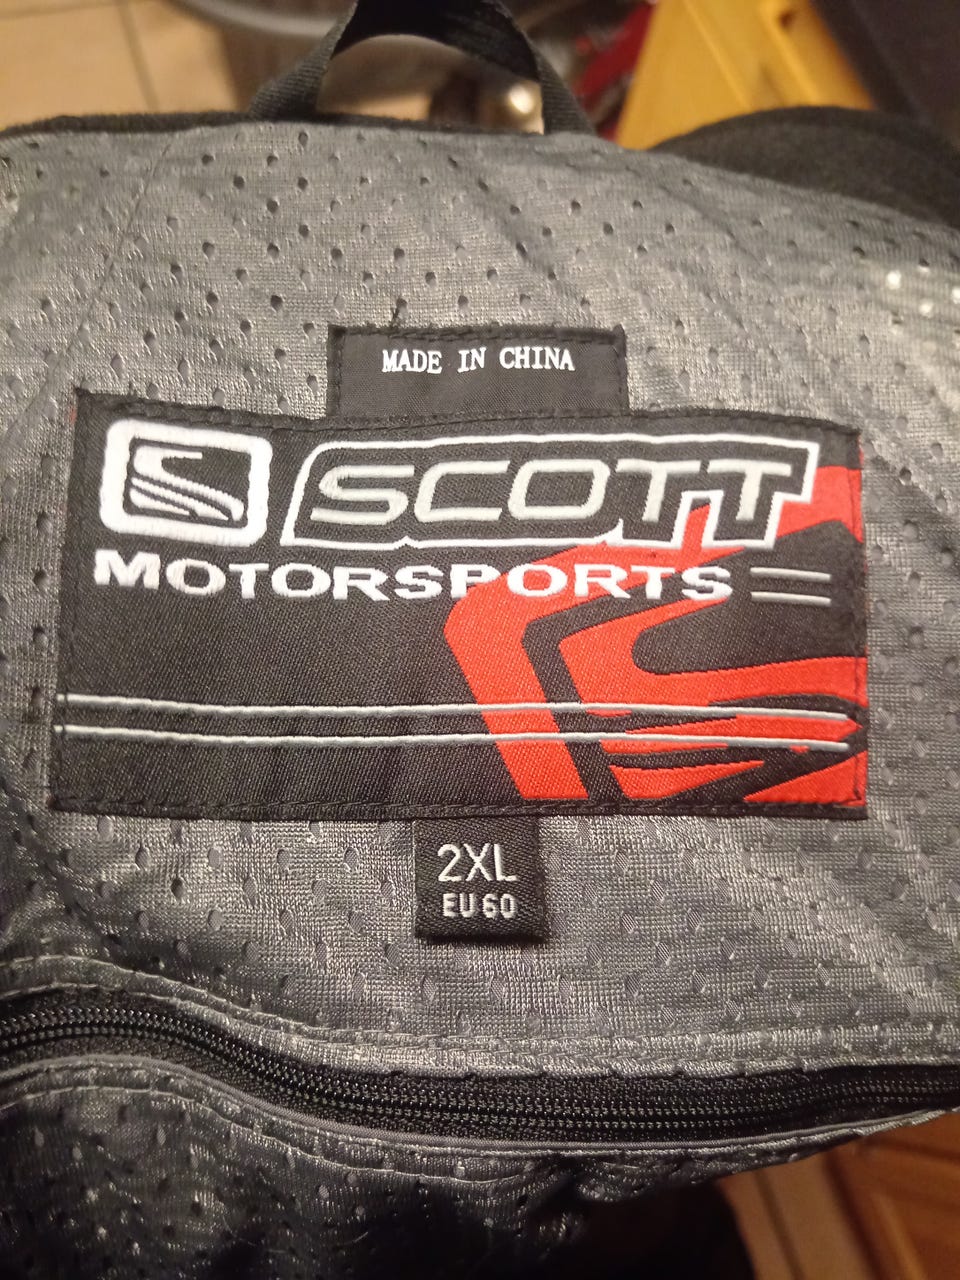 MADE IN CHINA
SCOTT
MOTORSPORTS
2XL
EU 60